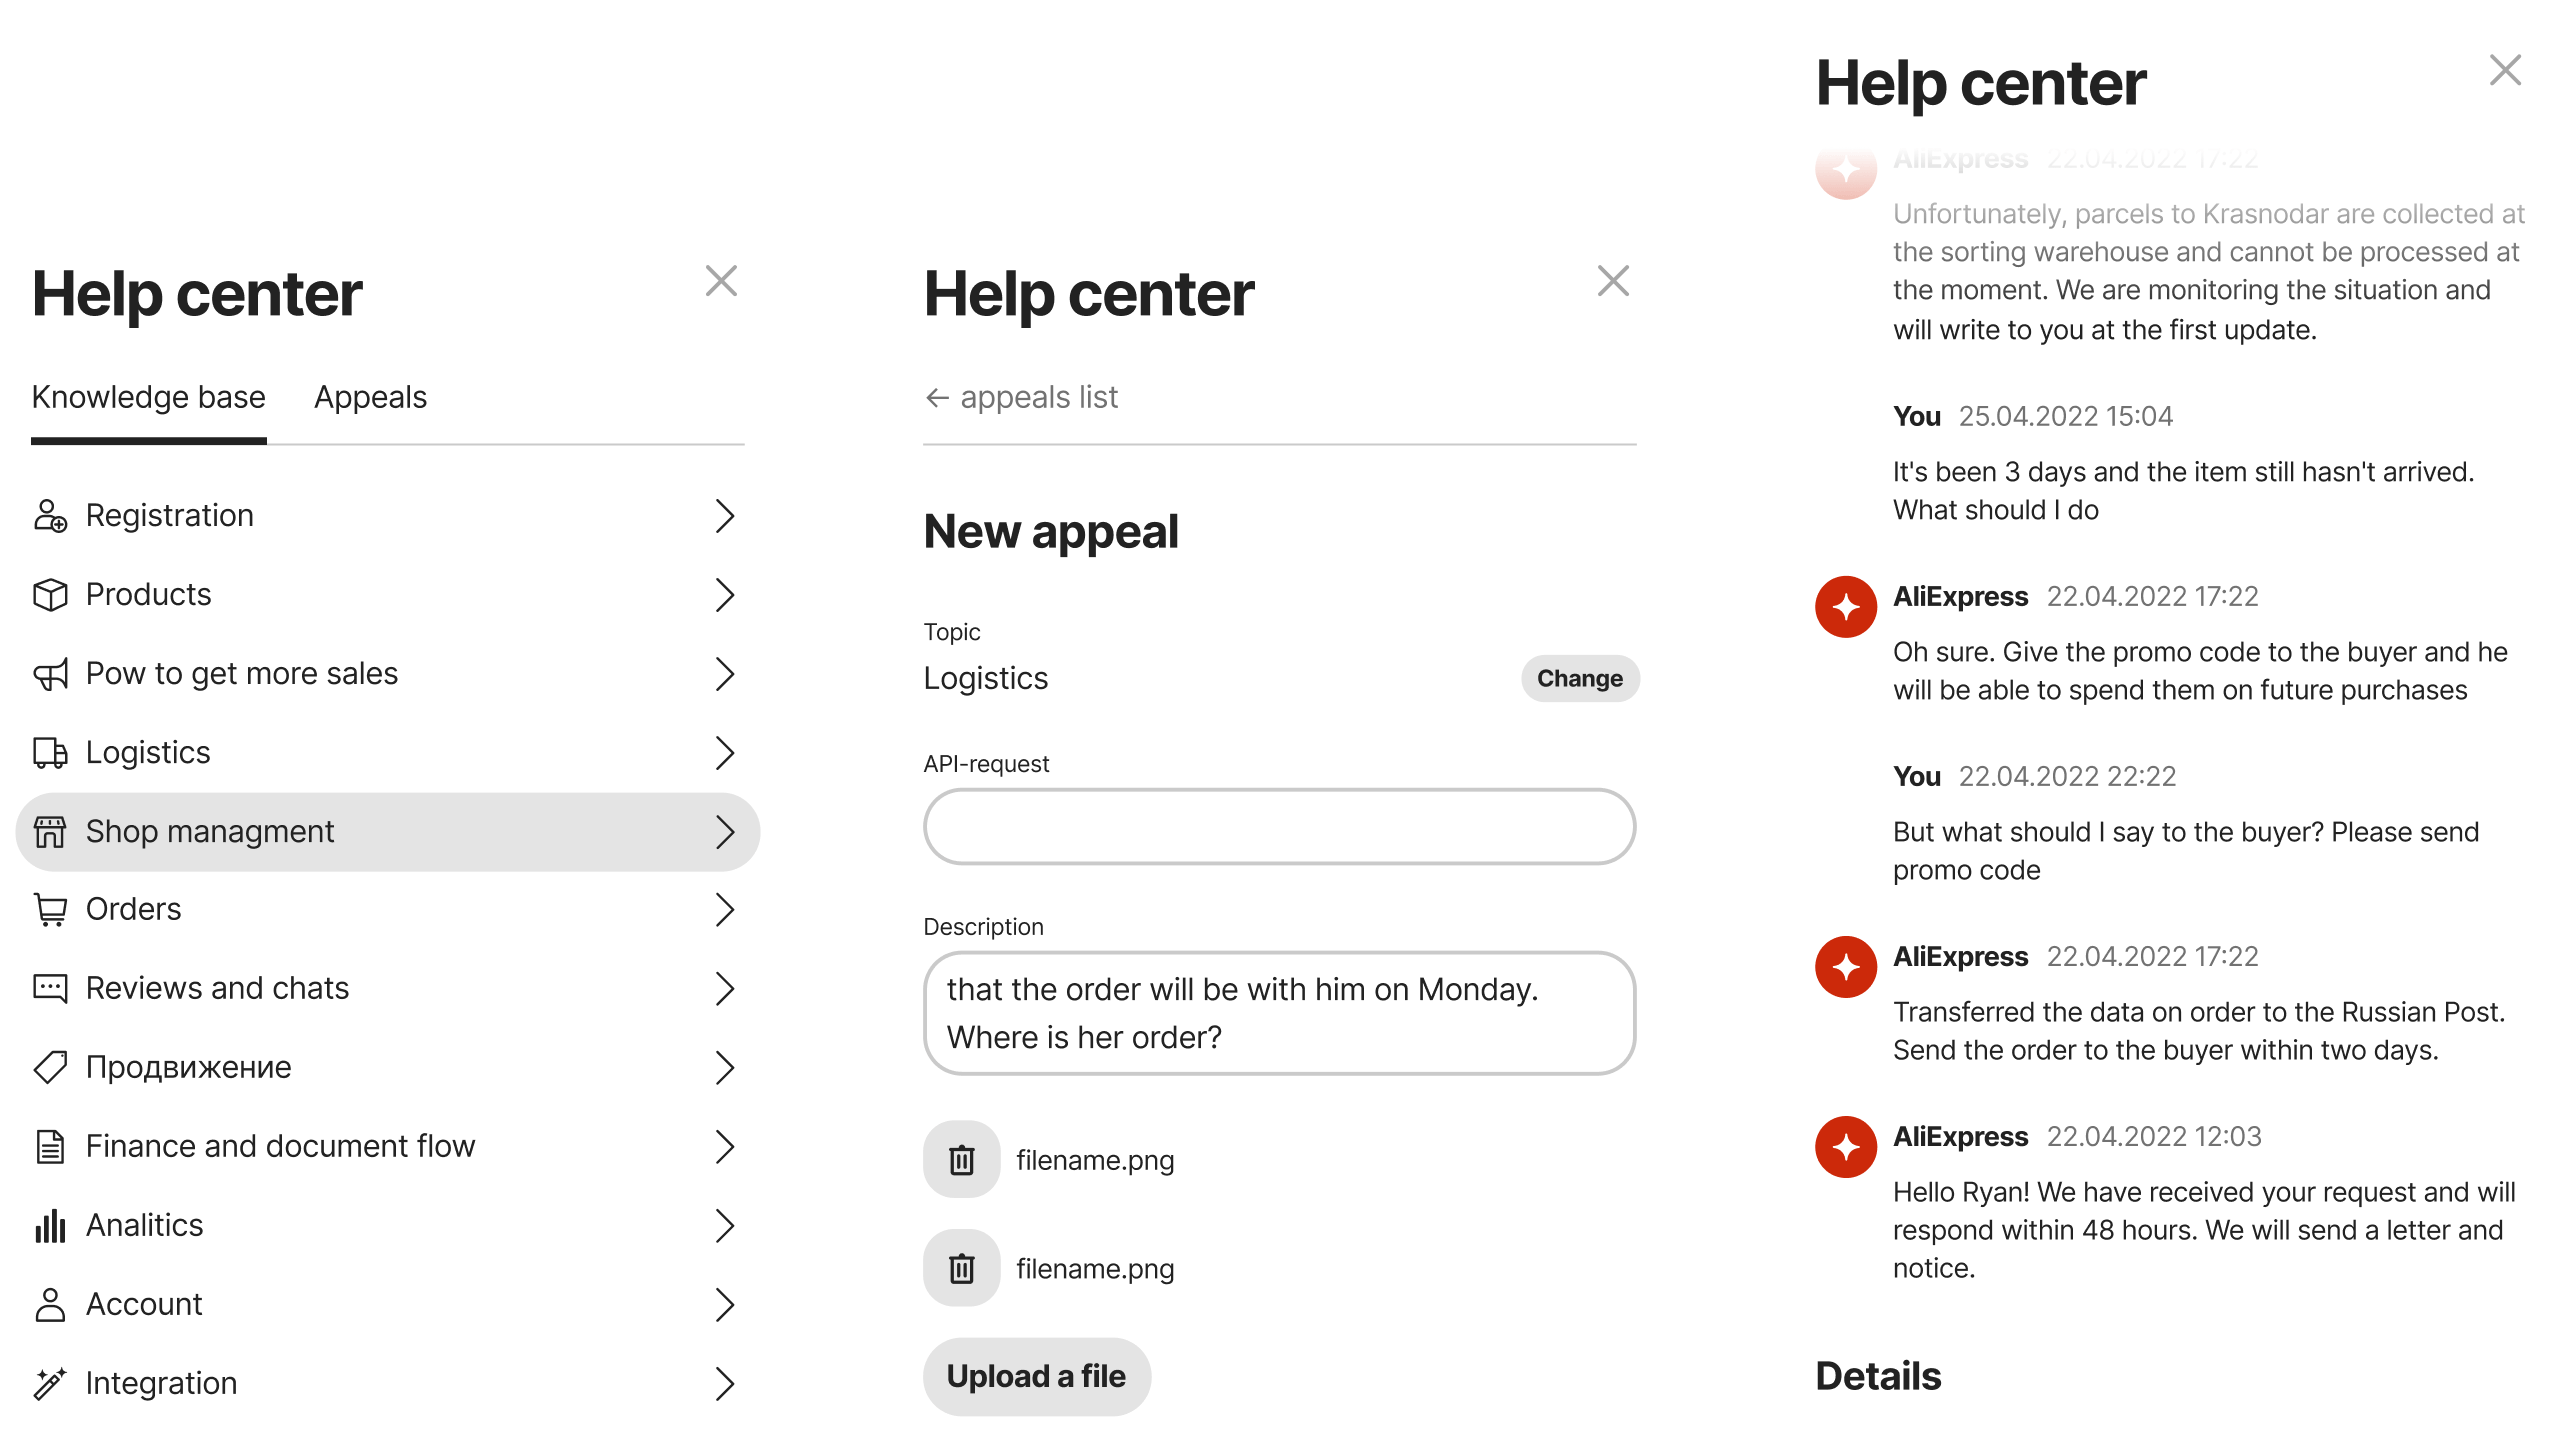 Help center
Knowledge base Appeals
Registration
Products
Pow to get more sales
Logistics
Shop managment
Orders
Reviews and chats
Продвижение
Finance and document flow
Analitics
Account
Integration
Help center
← appeals list
New appeal
Topic
Logistics Change
API-request
Description
that the order will be with him on Monday.
Where is her order?
filename.png
filename.png
Upload a file
Help center
AliExpress 22.04.2022 17:22
Unfortunately, parcels to Krasnodar are collected at
the sorting warehouse and cannot be processed at
the moment. We are monitoring the situation and
will write to you at the first update.
You 25.04.2022 15:04
It's been 3 days and the item still hasn't arrived.
What should I do
AliExpress 22.04.2022 17:22
Oh sure. Give the promo code to the buyer and he
will be able to spend them on future purchases
You 22.04.2022 22:22
But what should I say to the buyer? Please send
promo code
AliExpress 22.04.2022 17:22
Transferred the data on order to the Russian Post.
Send the order to the buyer within two days.
AliExpress 22.04.2022 12:03
Hello Ryan! We have received your request and will
respond within 48 hours. We will send a letter and
notice.
Details